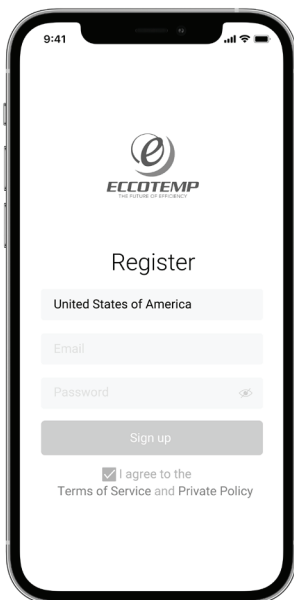 9:41
ECCOTEMP
THE FUTURE OF EFFICIENCY
Register
United States of America
Email
Password
Sign up
I agree to the
Terms of Service and Private Policy